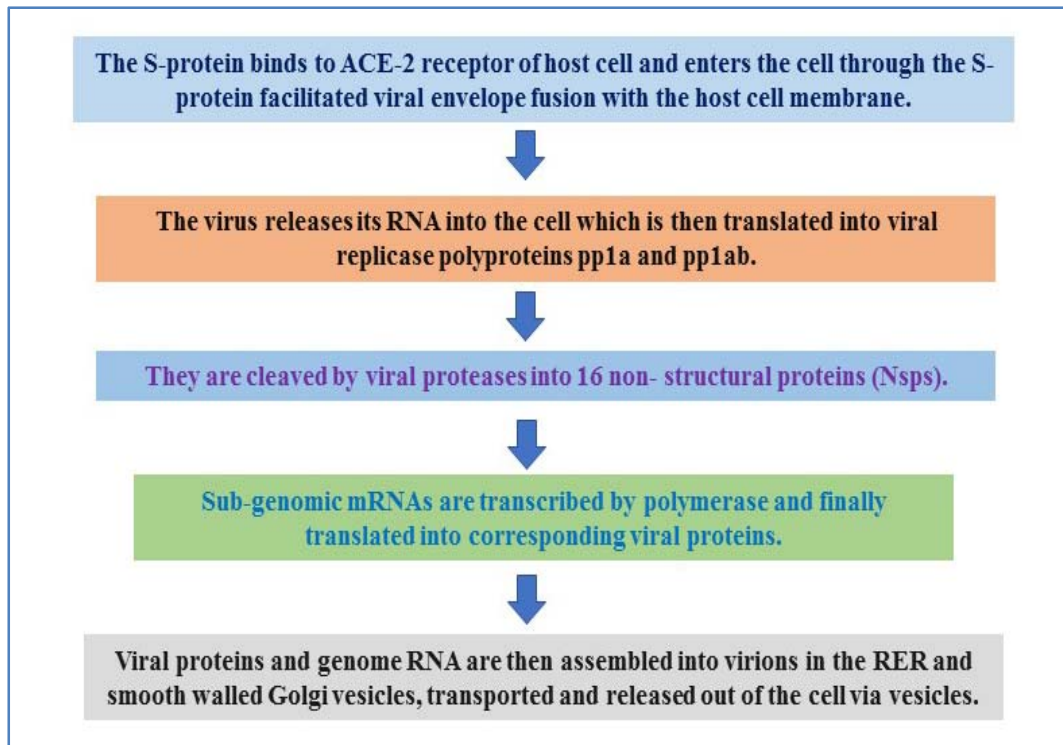 The S-protein binds to ACE-2 receptor of host cell and enters the cell through the S-
protein facilitated viral envelope fusion with the host cell membrane.
The virus releases its RNA into the cell which is then translated into viral
replicase polyproteins pp1a and pp1ab.
They are cleaved by viral proteases into 16 non- structural proteins (Nsps).
Sub-genomic mRNAs are transcribed by polymerase and finally
translated into corresponding viral proteins.
Viral proteins and genome RNA are then assembled into virions in the RER and
smooth walled Golgi vesicles, transported and released out of the cell via vesicles.